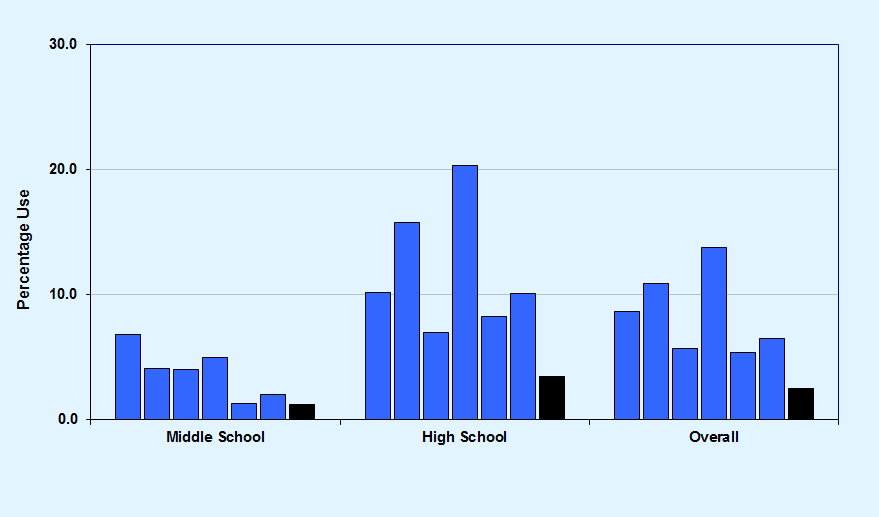 30.0
20.0
10.0
0.0
Percentage Use
Middle School
High School
Overall